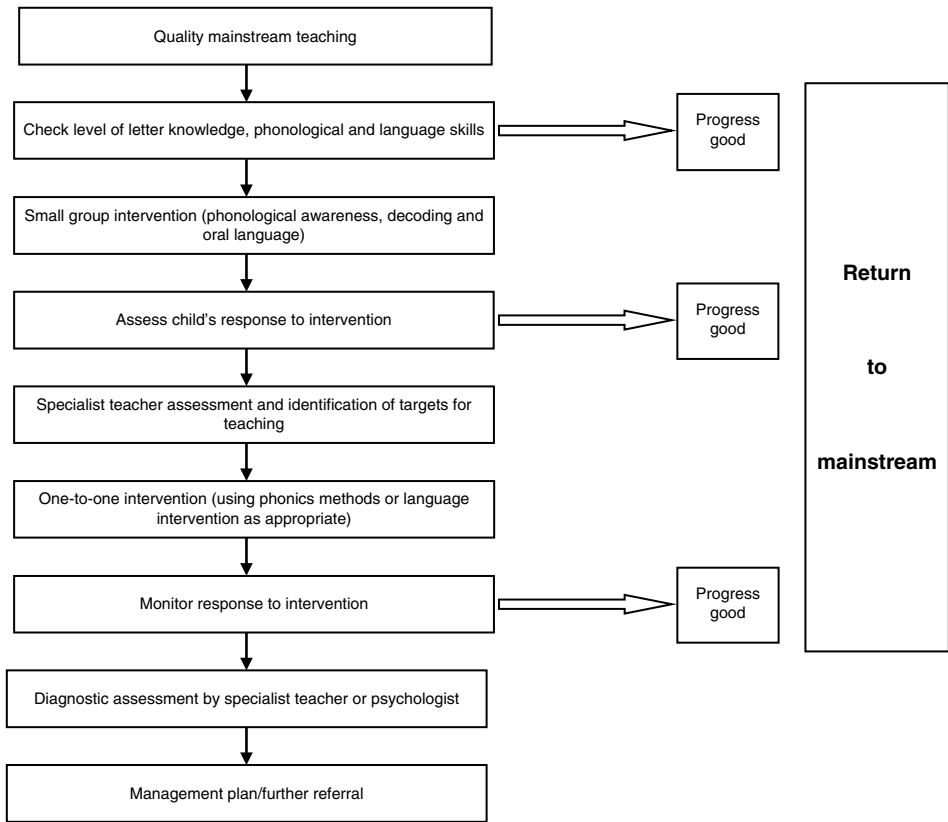 Quality mainstream teaching
Check level of letter knowledge, phonological and language skills
Progress
good
Small group intervention (phonological awareness, decoding and
oral language)
Assess child's response to intervention
Progress
good
Specialist teacher assessment and identification of targets for
teaching
One-to-one intervention (using phonics methods or language
intervention as appropriate)
Monitor response to intervention
Progress
good
Diagnostic assessment by specialist teacher or psychologist
Management plan/further referral
Return
to
mainstream